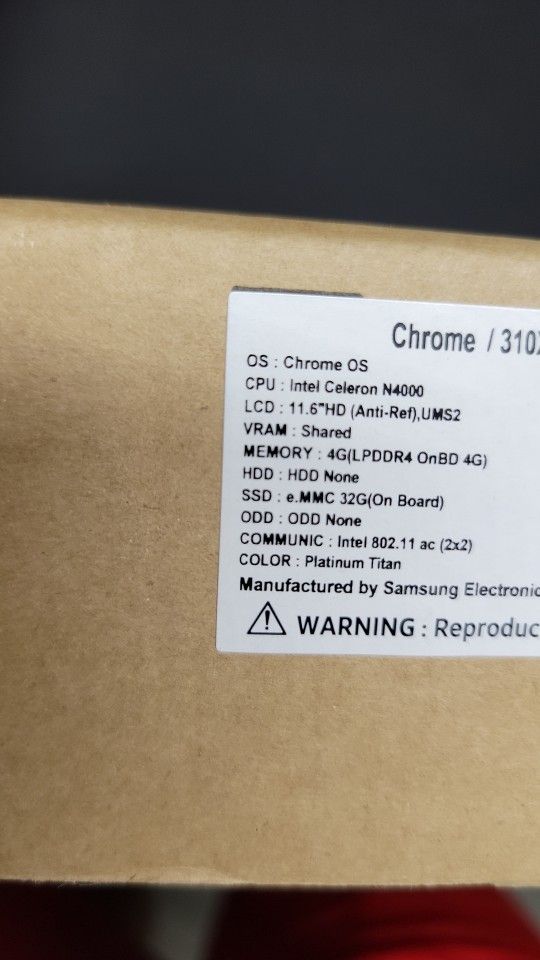 Chrome / 310X
OS : Chrome OS
CPU : Intel Celeron N4000
LCD : 11.6"HD (Anti-Ref),UMS2
VRAM : Shared
MEMORY : 4G(LPDDR4 OnBD 4G)
HDD : HDD None
SSD : e.MMC 32G(On Board)
ODD : ODD None
COMMUNIC : Intel 802.11 ac (2x2)
COLOR : Platinum Titan
Manufactured by Samsung Electronic
WARNING : Reproduc